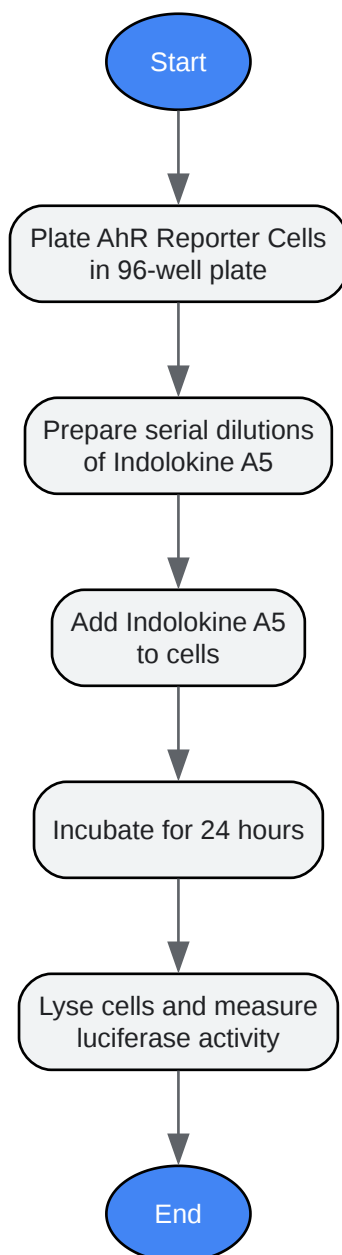 Start
Plate AhR Reporter Cells
in 96-well plate
Prepare serial dilutions
of Indolokine A5
Add Indolokine A5
to cells
Incubate for 24 hours
Lyse cells and measure
luciferase activity
End